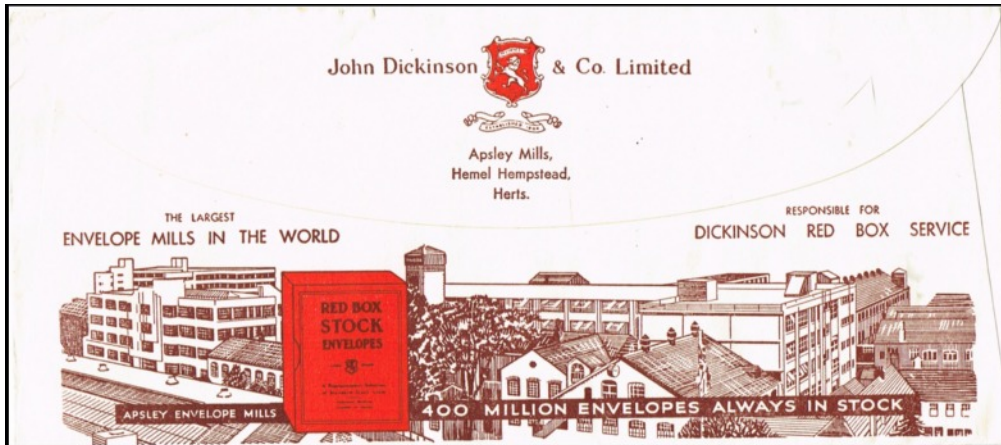 John Dickinson & Co. Limited
ESTABLISHED
Apsley Mills,
Hemel Hempstead,
Herts.
THE LARGEST
ENVELOPE MILLS IN THE WORLD
RESPONSIBLE FOR
DICKINSON RED BOX SERVICE
RED BOX
STOCK
ENVELOPES
APSLEY ENVELOPE MILLS
400 MILLION ENVELOPES ALWAYS IN STOCK